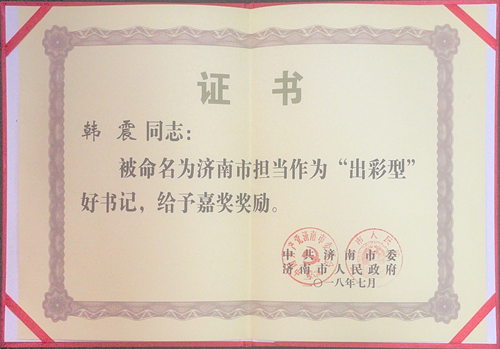 证书
韩震同志：
被命名为济南市担当作为“出彩型”
好书记，给予嘉奖奖励。
中共济南市委
济南市人民政府
〇一八年七月